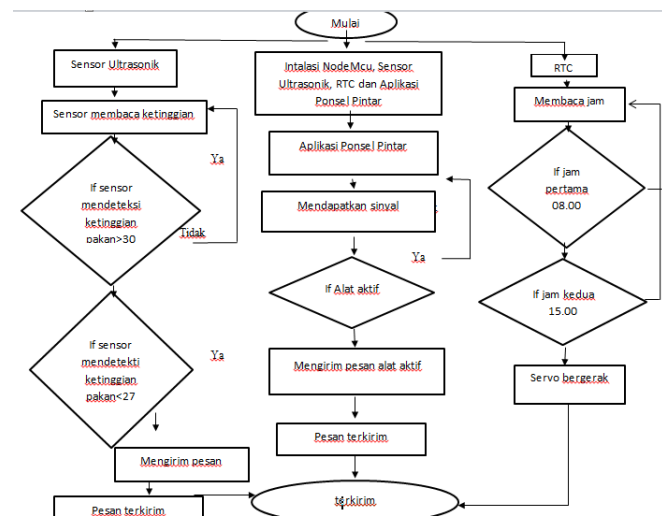 Mulai
Sensor Ultrasonik
Sensor membaca ketinggian
Ya
If sensor
mendeteksi
ketinggian
pakan>30
Tidak
If sensor
mendetekti
ketinggian
pakan<27
Ya
Mengirim pesan
Pesan terkirim
Intalasi NodeMcu, Sensor
Ultrasonik, RTC dan Aplikasi
Ponsel Pintar
Aplikasi Ponsel Pintar
Mendapatkan sinyal
Ya
If Alat aktif
Mengirim pesan alat aktif
Pesan terkirim
terkirim
RTC
Membaca jam
If jam
pertama
08.00
If jam kedua
15.00
Servo bergerak